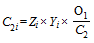 C₂ᵢ = Zᵢ × Yᵢ × O₁/C₂